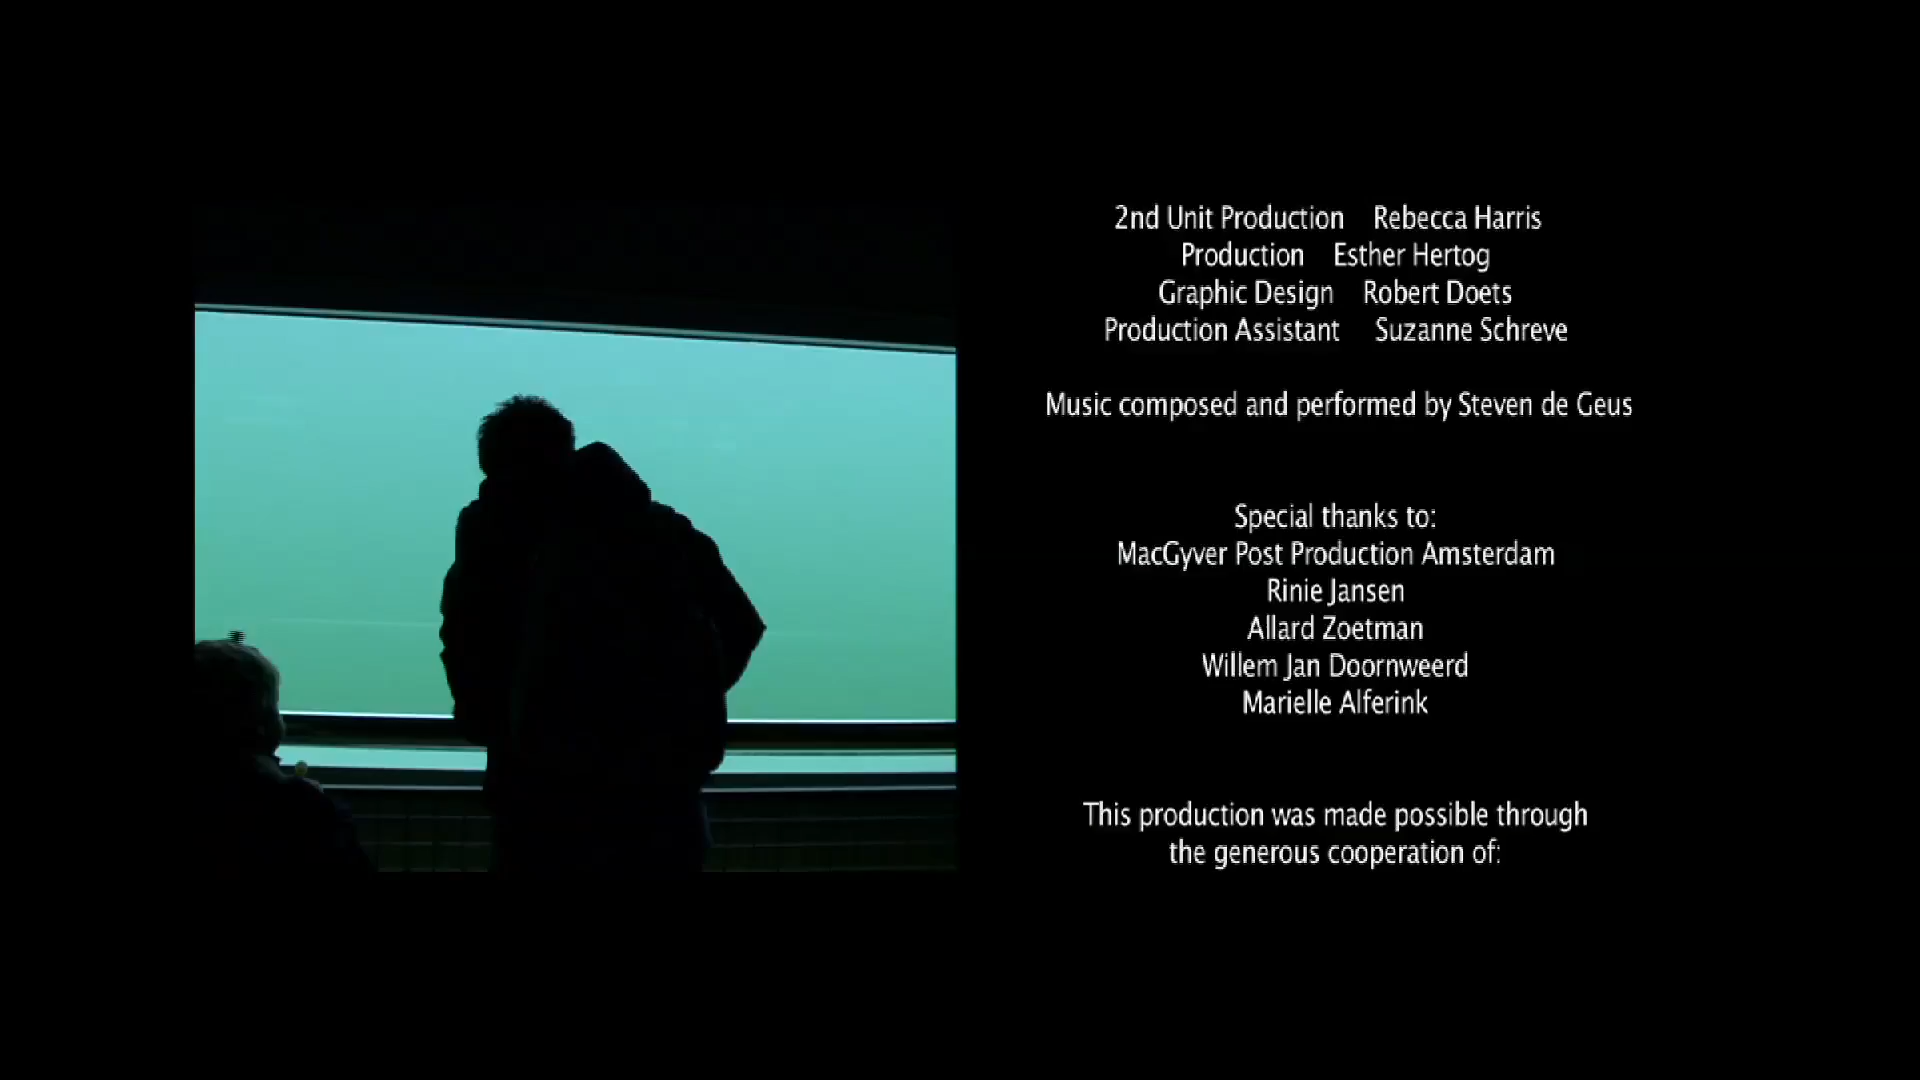 2nd Unit Production Rebecca Harris
Production Esther Hertog
Graphic Design Robert Doets
Production Assistant Suzanne Schreve
Music composed and performed by Steven de Geus
Special thanks to:
MacGyver Post Production Amsterdam
Rinie Jansen
Allard Zoetman
Willem Jan Doornweerd
Marielle Alferink
This production was made possible through
the generous cooperation of: